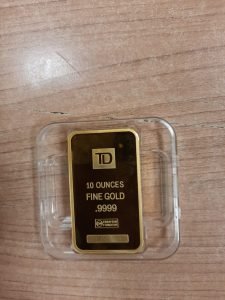 TD
10 OUNCES
FINE GOLD
.9999